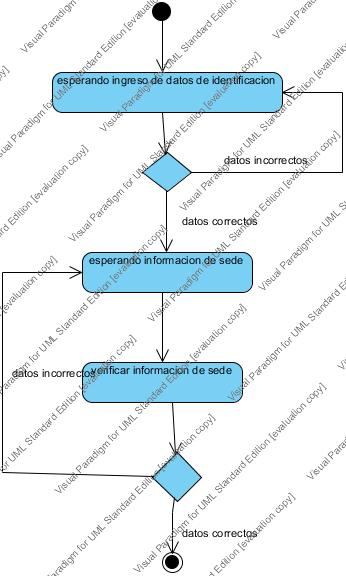 esperando ingreso de datos de identificacion
datos incorrectos
datos correctos
esperando informacion de sede
datos incorrectos
verificar informacion de sede
datos correctos
Visual Paradigm for UML Standard Edition [evaluation copy]